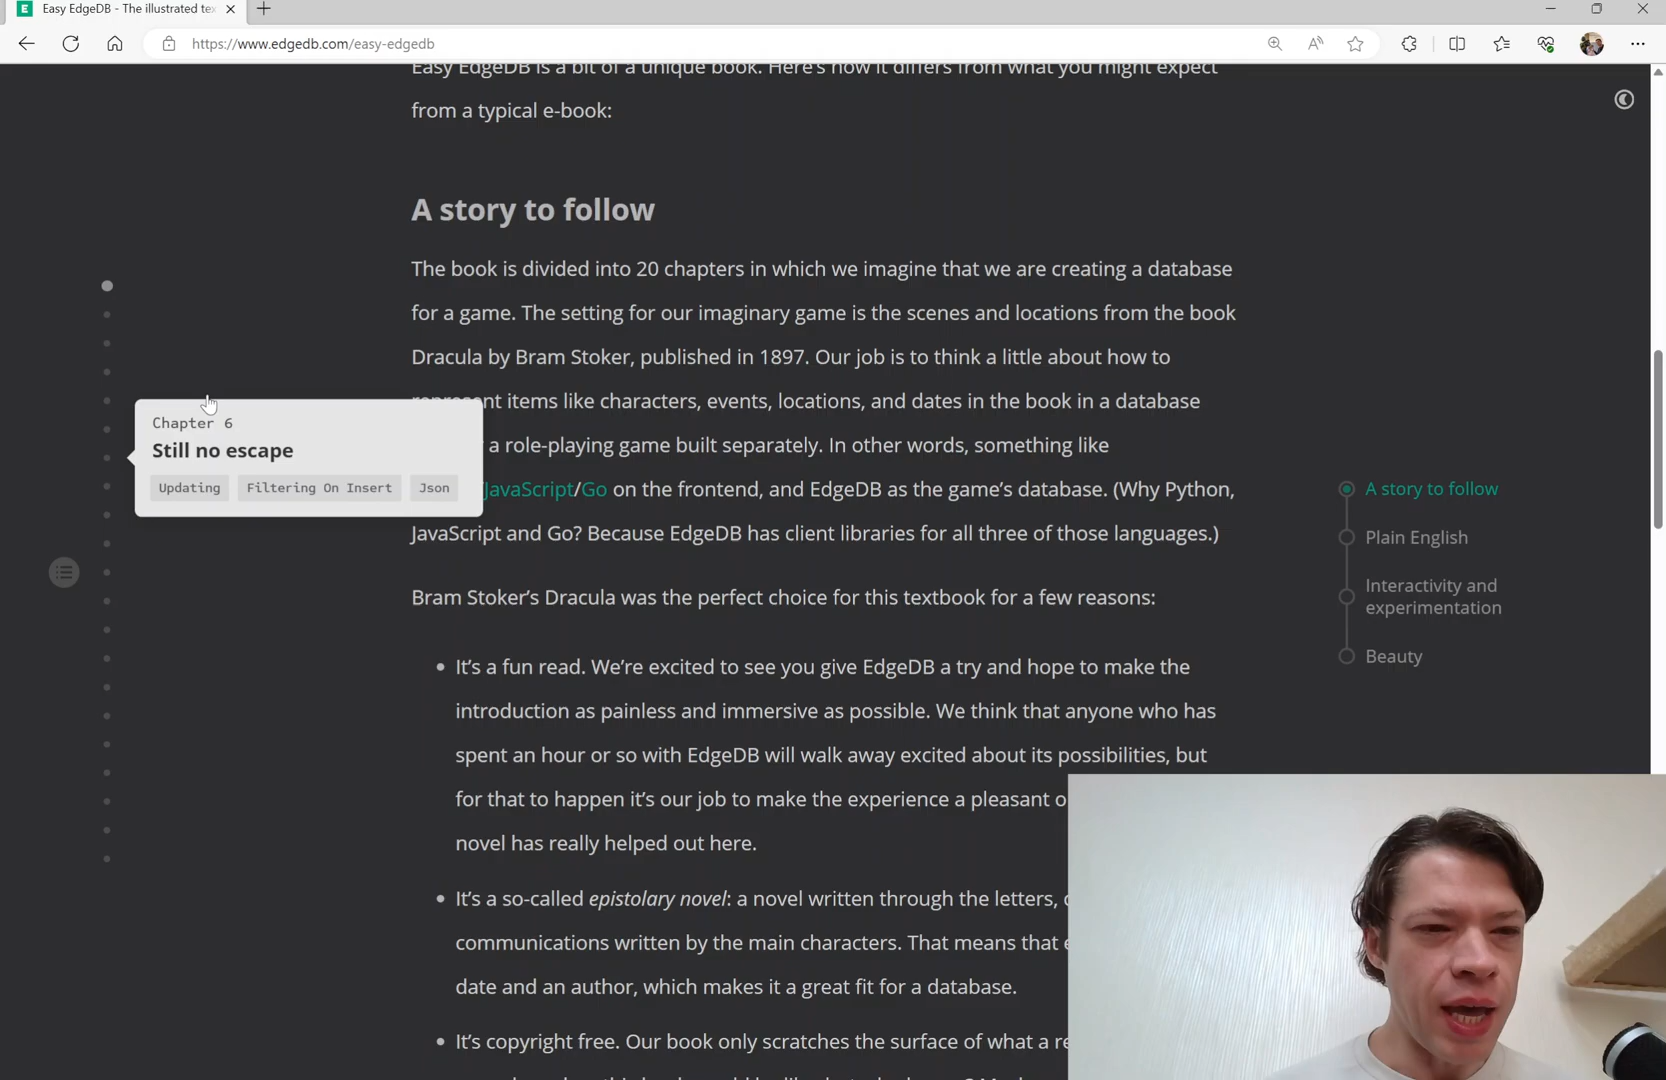 Easy EdgeDB - The illustrated te
https://www.edgedb.com/easy-edgedb
Easy EdgeDB is a bit of a unique book. Here's how it differs from what you might expect
from a typical e-book:
A story to follow
The book is divided into 20 chapters in which we imagine that we are creating a database
for a game. The setting for our imaginary game is the scenes and locations from the book
Dracula by Bram Stoker, published in 1897. Our job is to think a little about how to
represent items like characters, events, locations, and dates in the book in a database
Chapter 6
Still no escape
Updating
Filtering On Insert
Json
a role-playing game built separately. In other words, something like
/JavaScript/Go on the frontend, and EdgeDB as the game's database. (Why Python,
JavaScript and Go? Because EdgeDB has client libraries for all three of those languages.)
Bram Stoker's Dracula was the perfect choice for this textbook for a few reasons:
• It's a fun read. We're excited to see you give EdgeDB a try and hope to make the
introduction as painless and immersive as possible. We think that anyone who has
spent an hour or so with EdgeDB will walk away excited about its possibilities, but
for that to happen it's our job to make the experience a pleasant o
novel has really helped out here.
• It's a so-called epistolary novel: a novel written through the letters,
communications written by the main characters. That means that
date and an author, which makes it a great fit for a database.
• It's copyright free. Our book only scratches the surface of what a
A story to follow
Plain English
Interactivity and
experimentation
Beauty